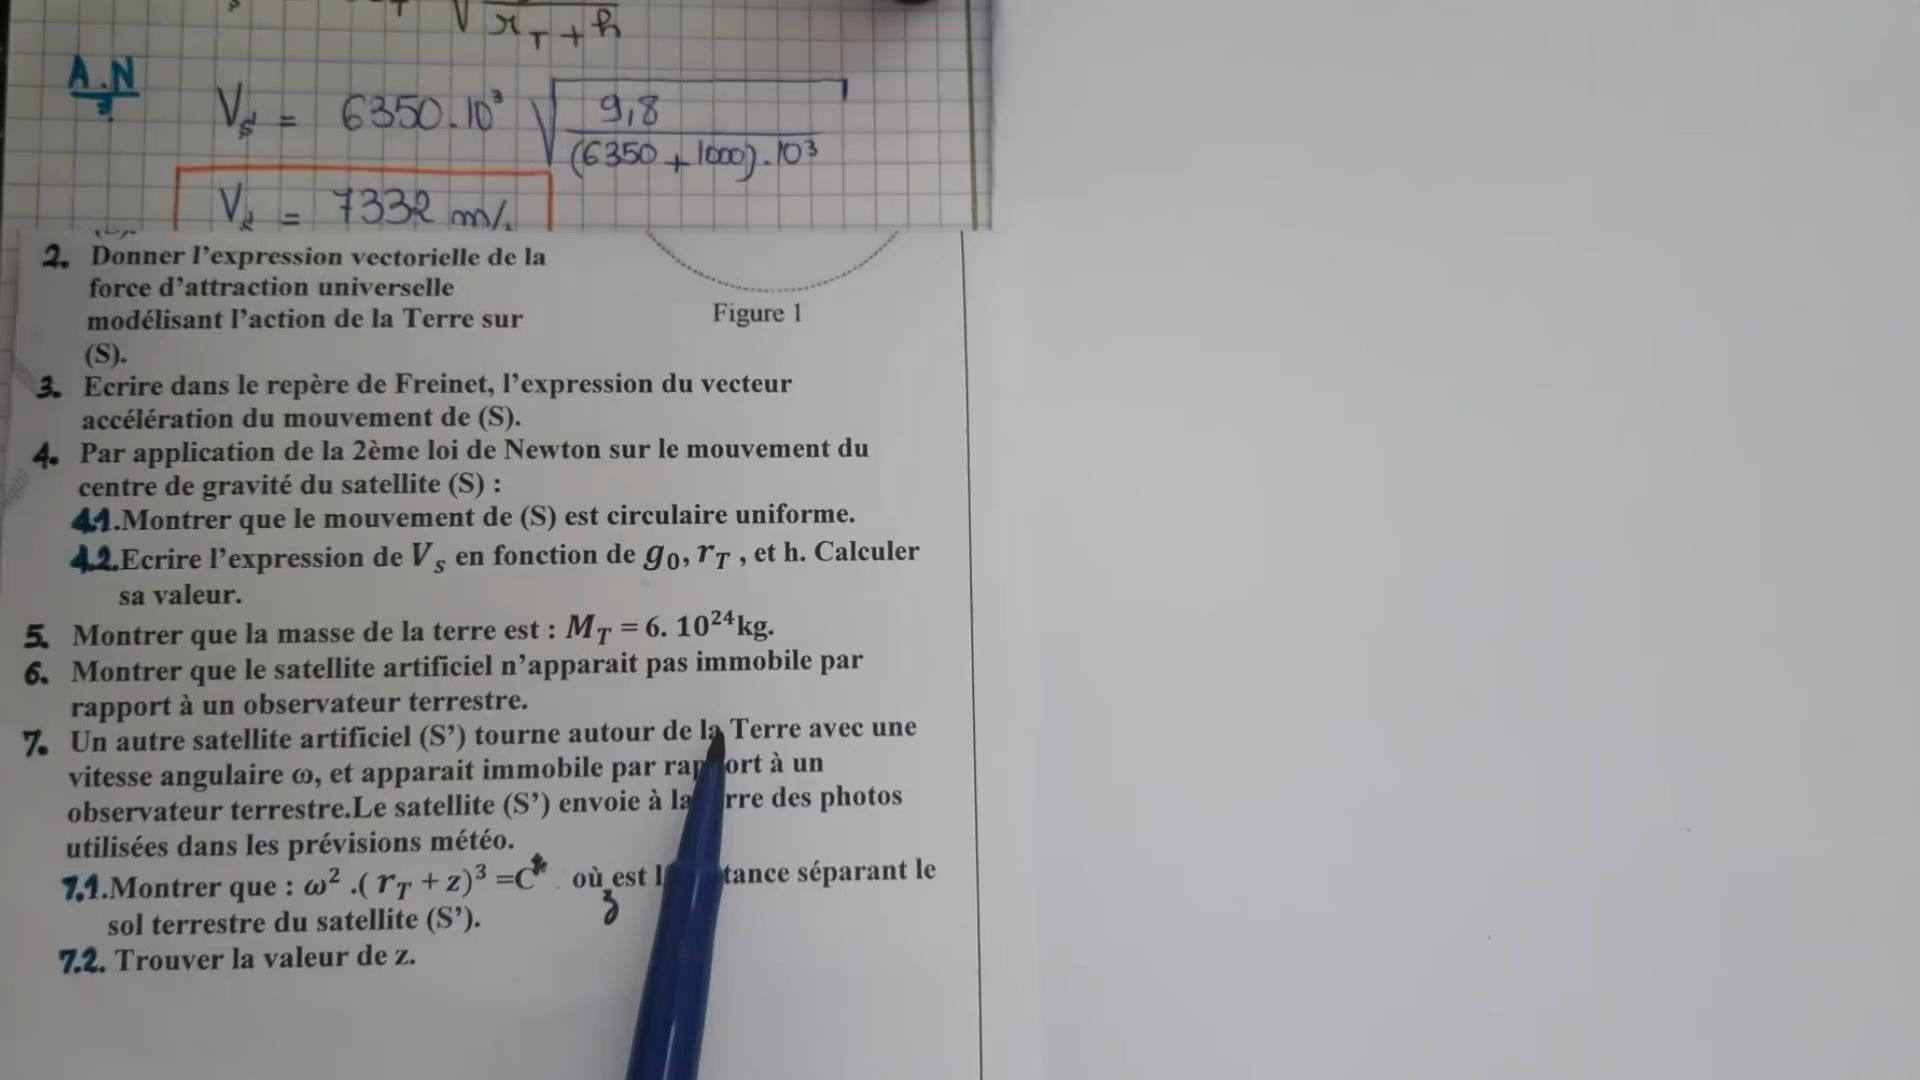 √ r_T + h
A.N
V_s = 6350.10³ √ 9,8 / (6350 + 1000).10³
V_s = 7332 m/s
2. Donner l'expression vectorielle de la
force d'attraction universelle
modélisant l'action de la Terre sur
(S).
Figure 1
3. Ecrire dans le repère de Freinet, l'expression du vecteur
accélération du mouvement de (S).
4. Par application de la 2ème loi de Newton sur le mouvement du
centre de gravité du satellite (S) :
4.1.Montrer que le mouvement de (S) est circulaire uniforme.
4.2.Ecrire l'expression de V_s en fonction de g₀, r_T , et h. Calculer
sa valeur.
5. Montrer que la masse de la terre est : M_T = 6. 10²⁴kg.
6. Montrer que le satellite artificiel n'apparait pas immobile par
rapport à un observateur terrestre.
7. Un autre satellite artificiel (S') tourne autour de la Terre avec une
vitesse angulaire ω, et apparait immobile par rapport à un
observateur terrestre.Le satellite (S') envoie à la rre des photos
utilisées dans les prévisions météo.
7.1.Montrer que : ω² .( r_T + z)³ =Cᵗ où z est l tance séparant le
sol terrestre du satellite (S').
7.2. Trouver la valeur de z.